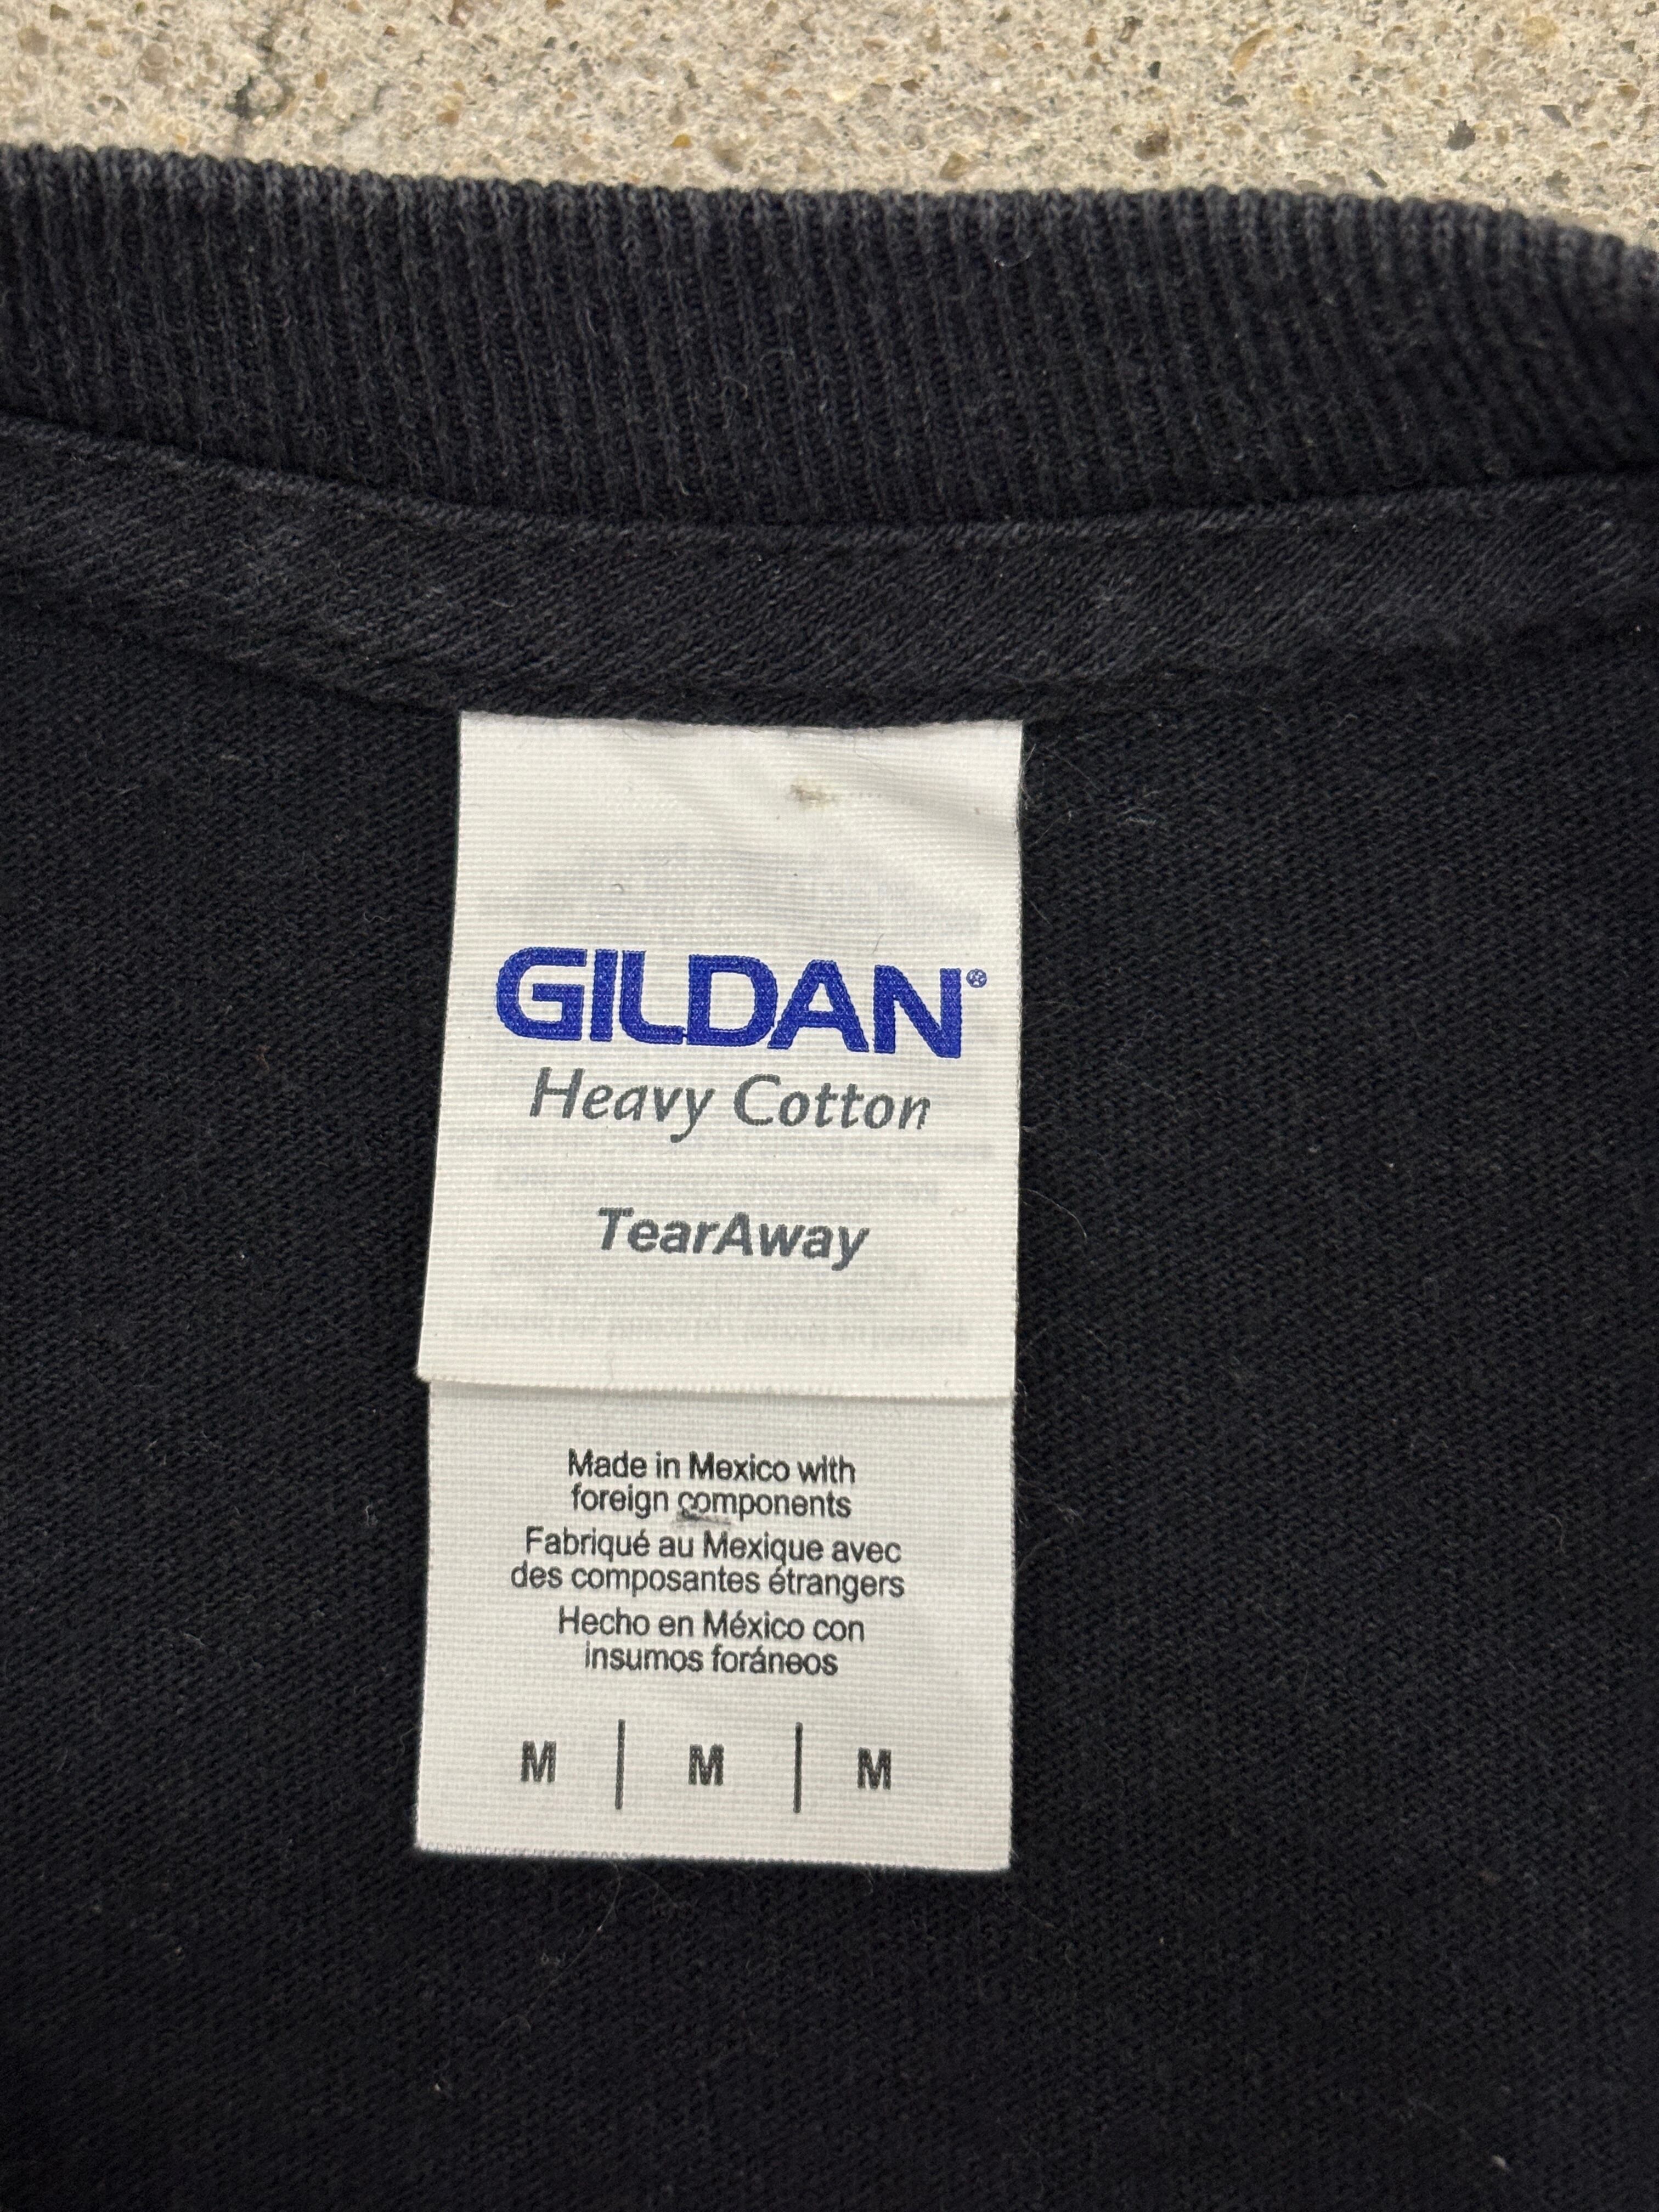 GILDAN®
Heavy Cotton
TearAway
Made in Mexico with
foreign components
Fabriqué au Mexique avec
des composantes étrangers
Hecho en México con
insumos foráneos
M | M | M